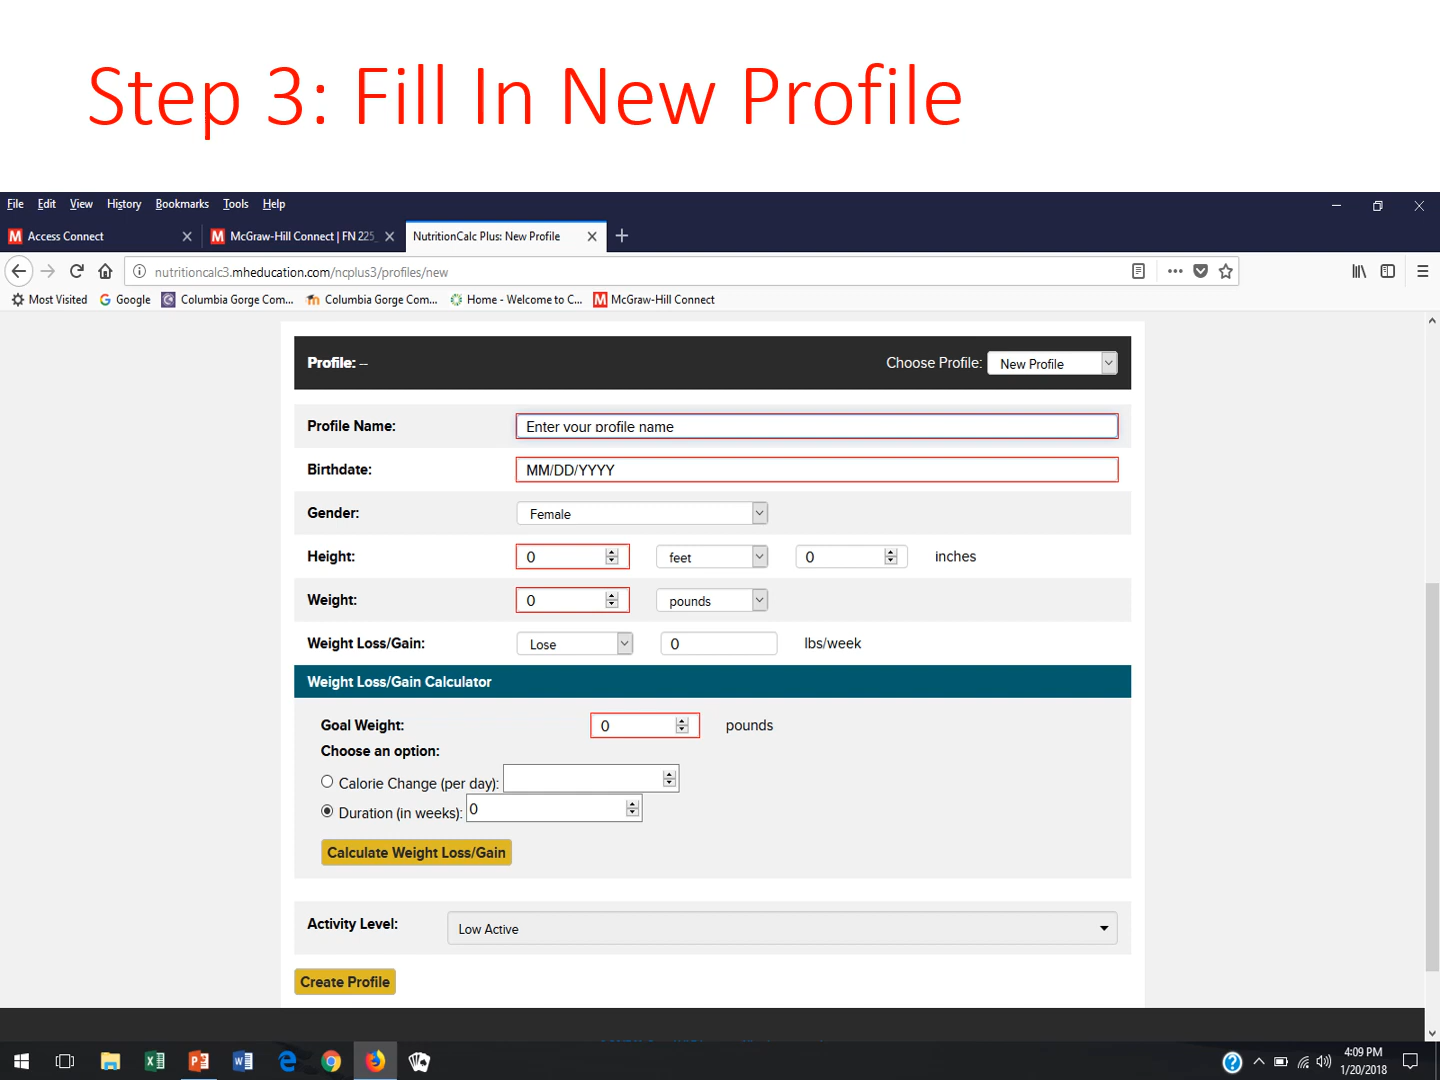 Step 3: Fill In New Profile
File Edit View History Bookmarks Tools Help
M Access Connect
M McGraw-Hill Connect | FN 225_
NutritionCalc Plus: New Profile
nutritioncalc3.mheducation.com/ncplus3/profiles/new
Most Visited
G Google
Columbia Gorge Com...
Columbia Gorge Com...
Home - Welcome to C...
M McGraw-Hill Connect
Profile: --
Choose Profile: New Profile
Profile Name: Enter your profile name
Birthdate: MM/DD/YYYY
Gender: Female
Height: 0 feet 0 inches
Weight: 0 pounds
Weight Loss/Gain: Lose 0 lbs/week
Weight Loss/Gain Calculator
Goal Weight: 0 pounds
Choose an option:
Calorie Change (per day):
Duration (in weeks): 0
Calculate Weight Loss/Gain
Activity Level: Low Active
Create Profile
4:09 PM
1/20/2018